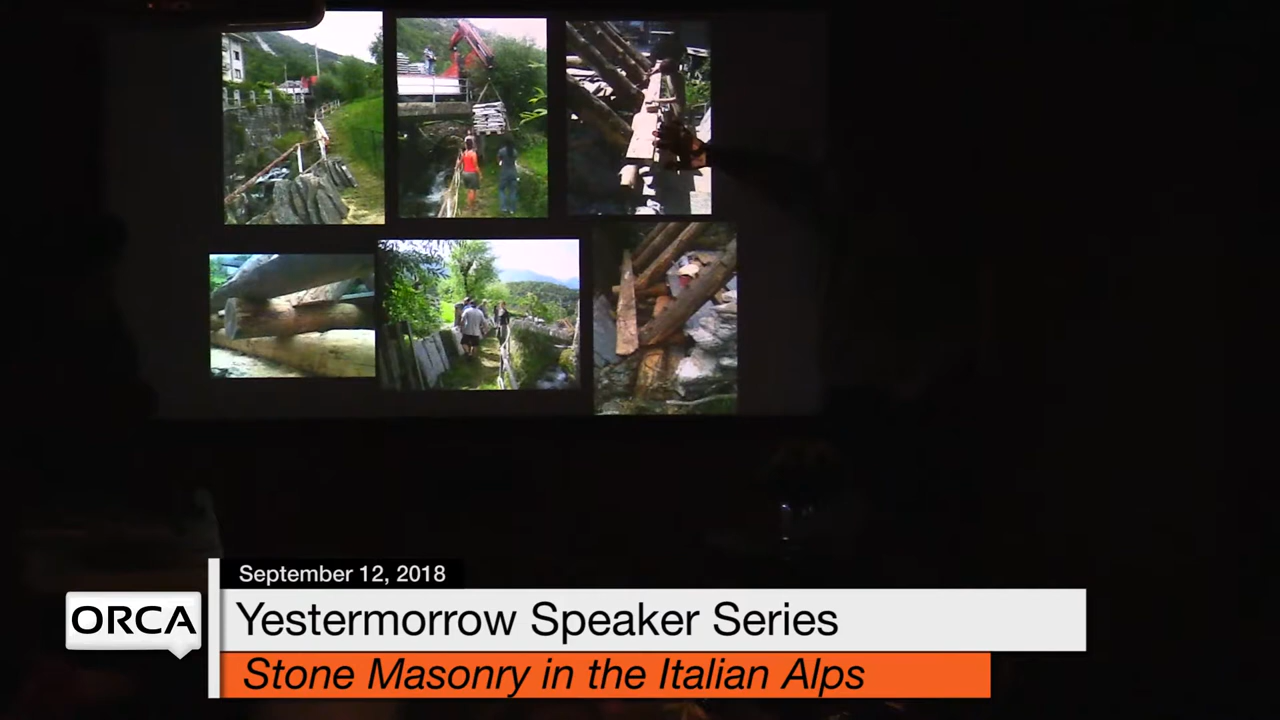 September 12, 2018
ORCA
Yestermorrow Speaker Series
Stone Masonry in the Italian Alps